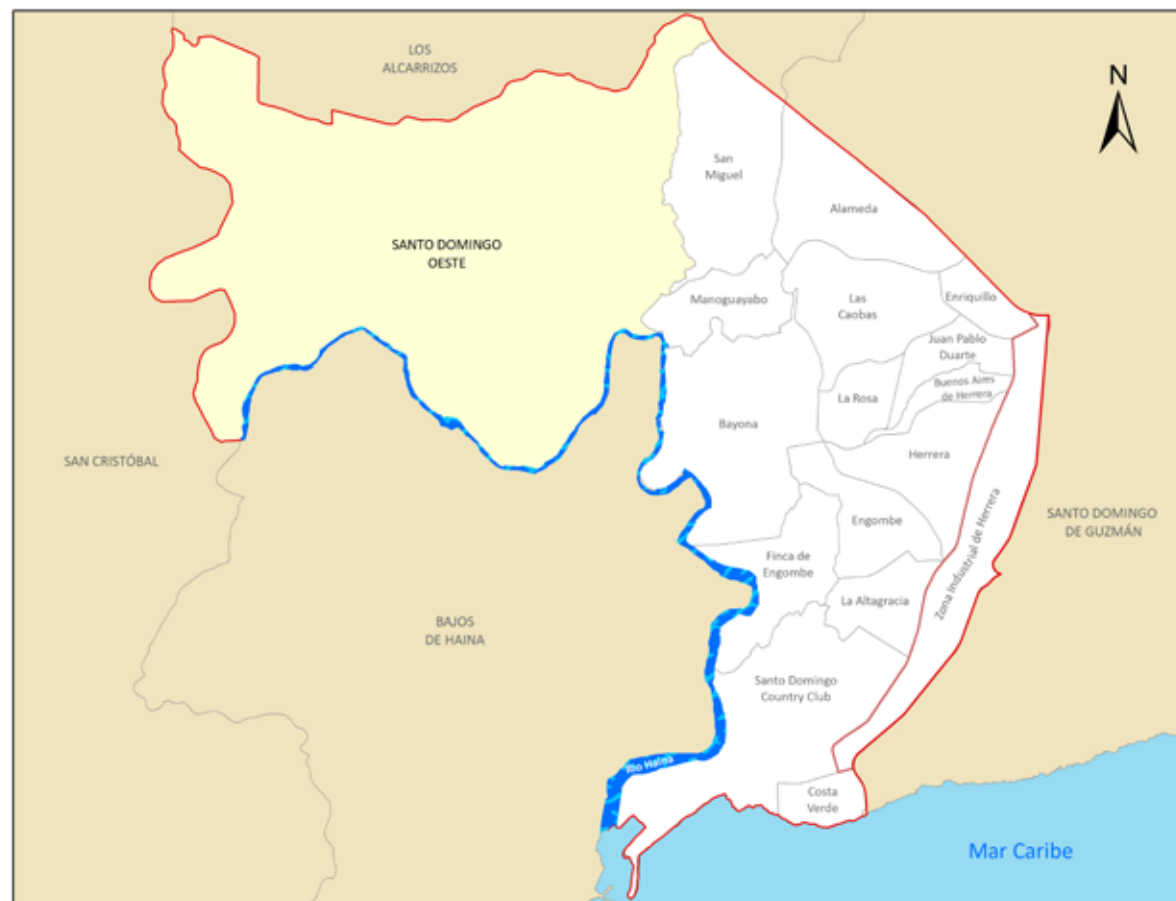 LOS
ALCARRIZOS
N
San
Miguel
Alameda
SANTO DOMINGO
OESTE
Manoguayabo
Las
Caobas
Enriquillo
Juan Pablo
Duarte
Buenos Aires
de Herrera
La Rosa
Bayona
Herrera
SAN CRISTÓBAL
SANTO DOMINGO
DE GUZMÁN
Engombe
Zona Industrial de Herrera
Finca de
Engombe
La Altagracia
BAJOS
DE HAINA
Santo Domingo
Country Club
Río Haina
Costa
Verde
Mar Caribe